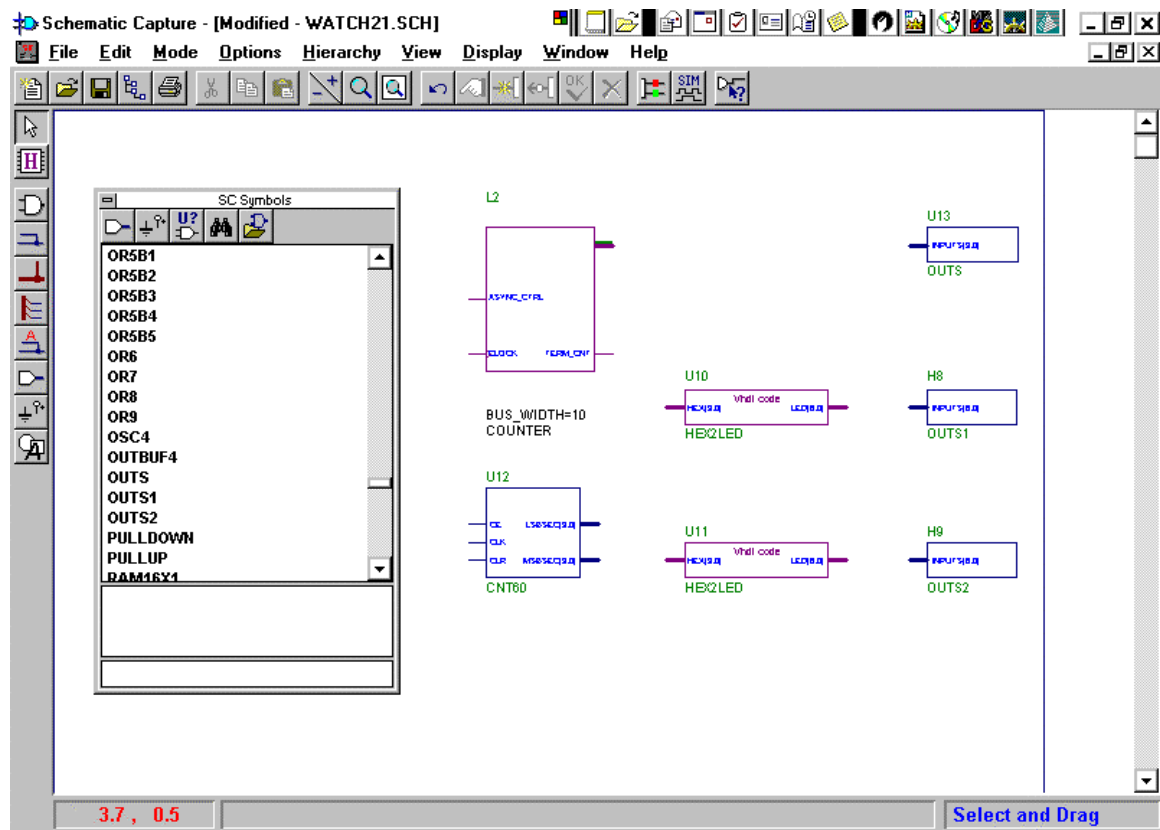 Schematic Capture - [Modified - WATCH21.SCH]
File Edit Mode Options Hierarchy View Display Window Help
OK
SIM
H
A
A
SC Symbols
U?
OR5B1
OR5B2
OR5B3
OR5B4
OR5B5
OR6
OR7
OR8
OR9
OSC4
OUTBUF4
OUTS
OUTS1
OUTS2
PULLDOWN
PULLUP
RAM16X1
L2
ASYNC_CTRL
CLOCK TERM_CNT
BUS_WIDTH=10
COUNTER
U13
OUTS
U10
Vhdl code
HEX2LED
H8
OUTS1
U12
CE
CLK
CLR
CNT60
U11
Vhdl code
HEX2LED
H9
OUTS2
3.7 , 0.5
Select and Drag